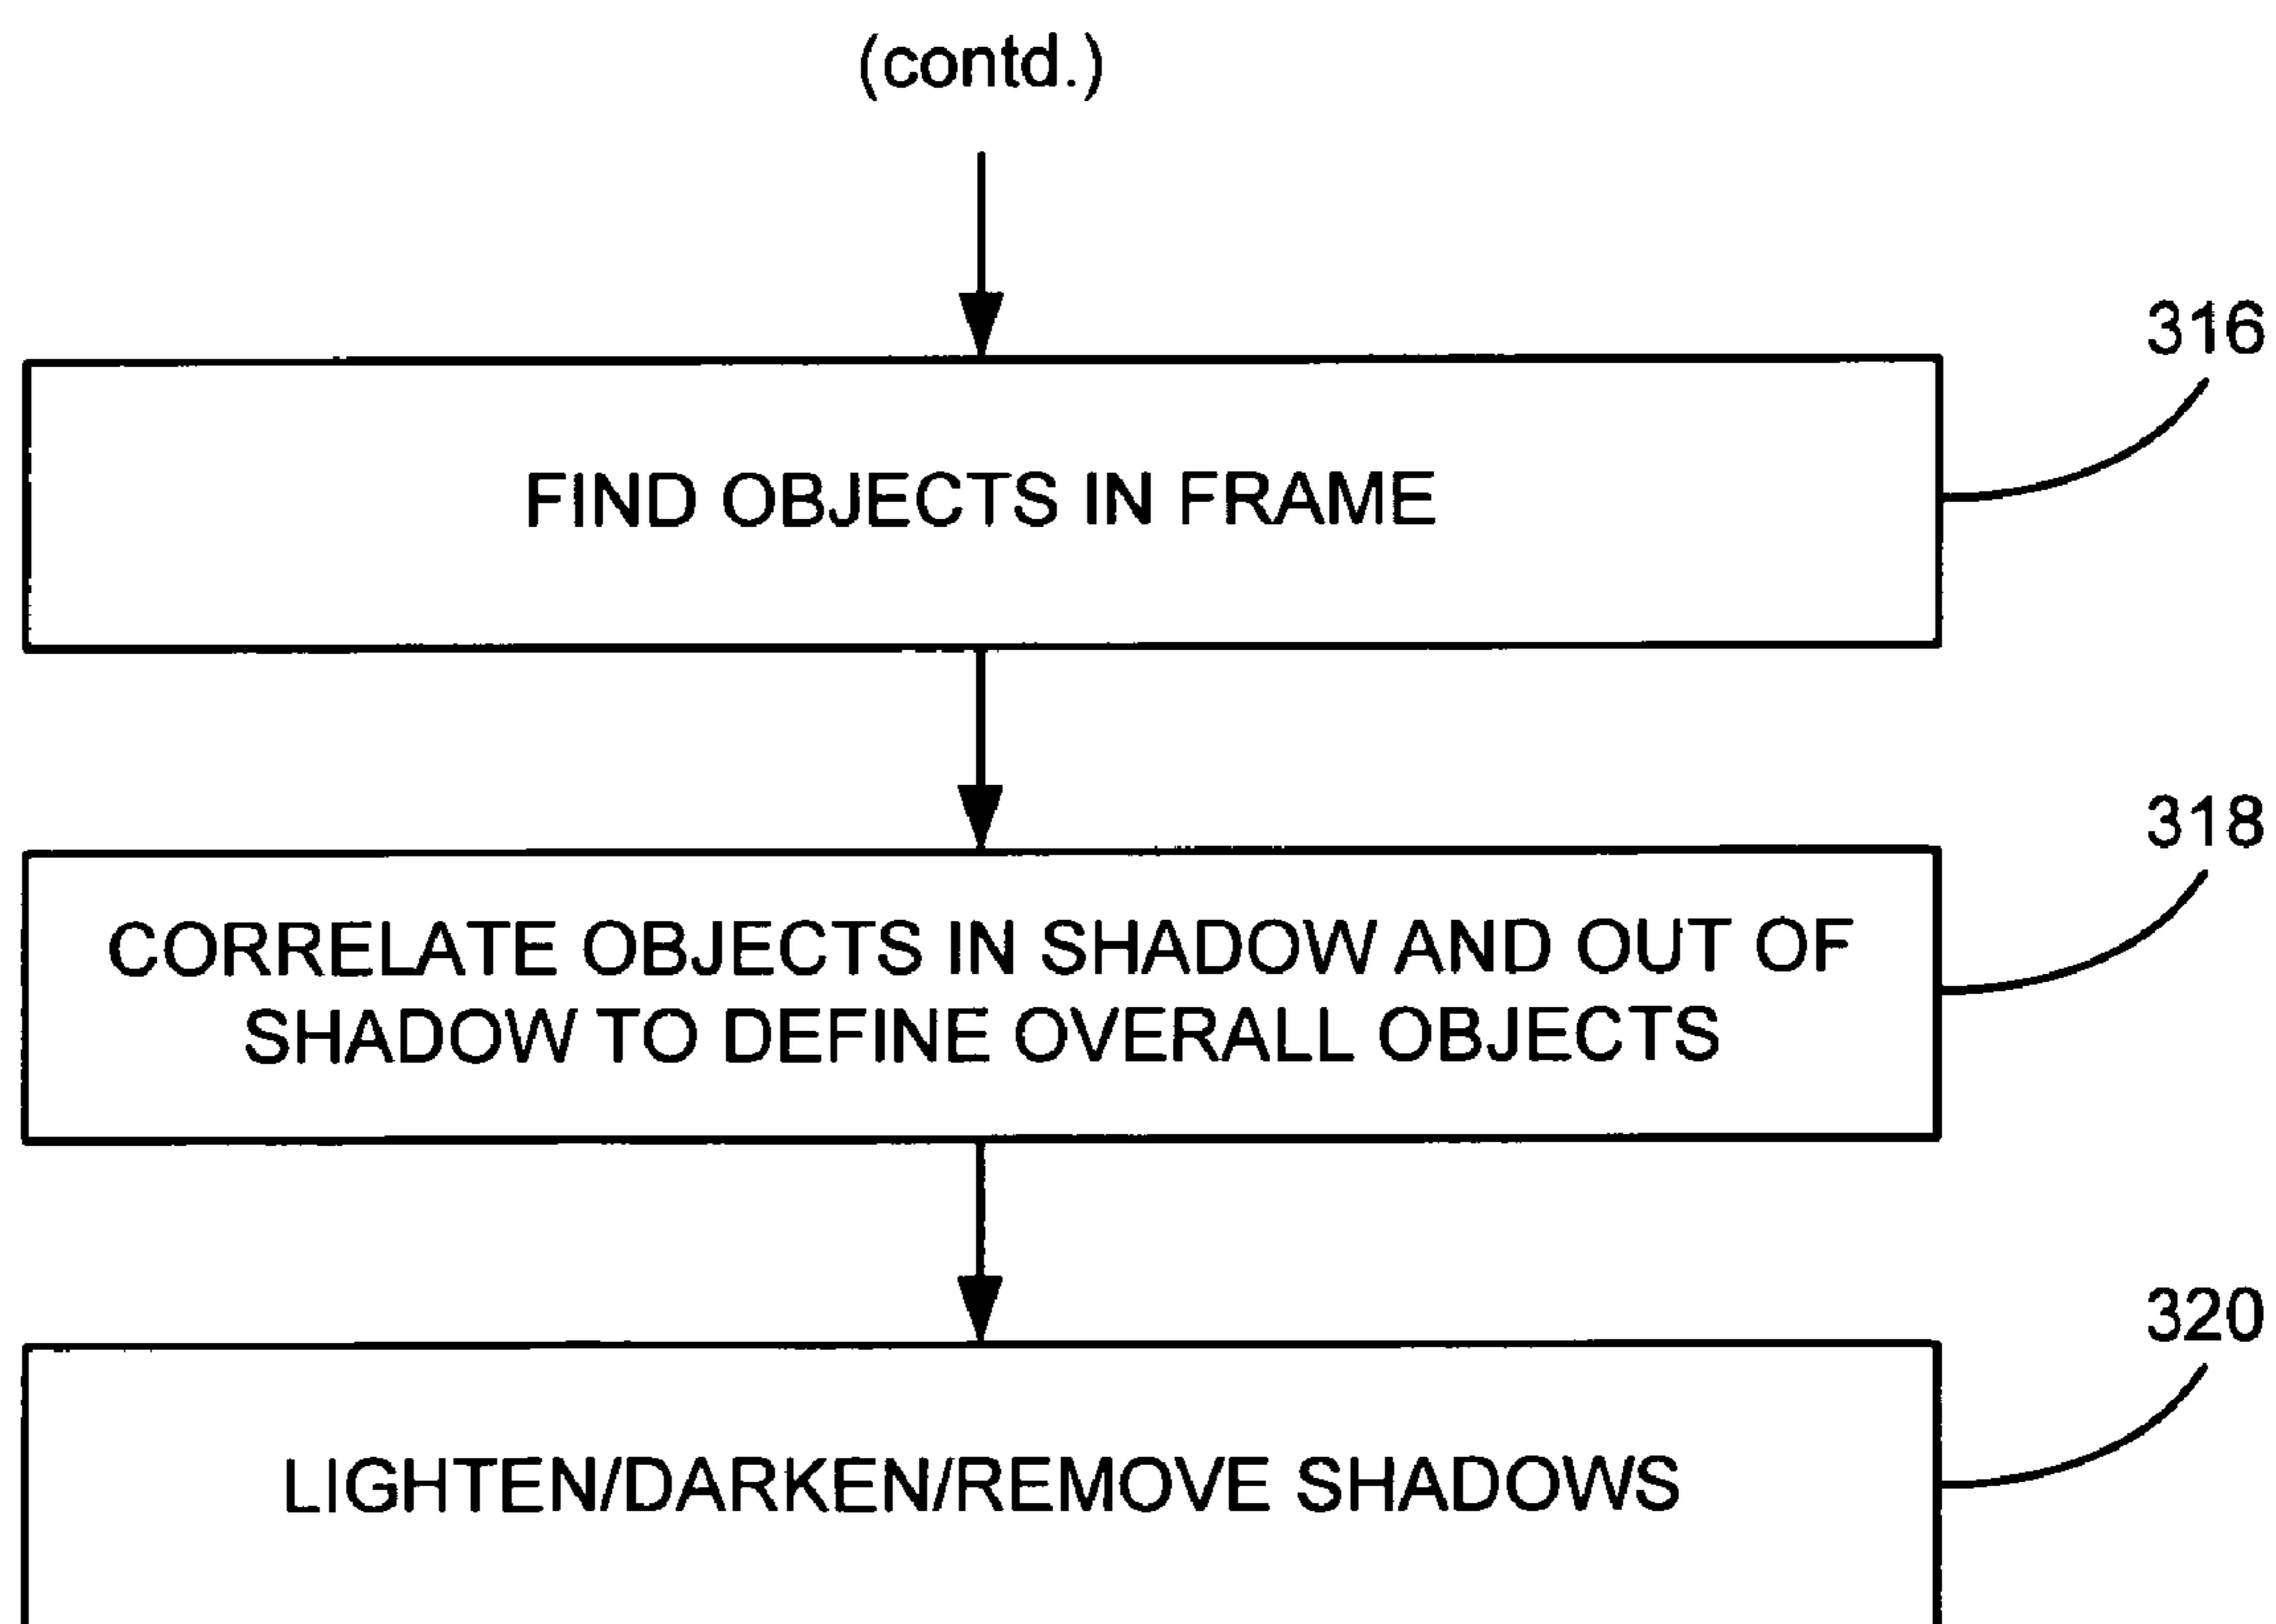 (contd.)
316
FIND OBJECTS IN FRAME
318
CORRELATE OBJECTS IN SHADOW AND OUT OF
SHADOW TO DEFINE OVERALL OBJECTS
320
LIGHTEN/DARKEN/REMOVE SHADOWS